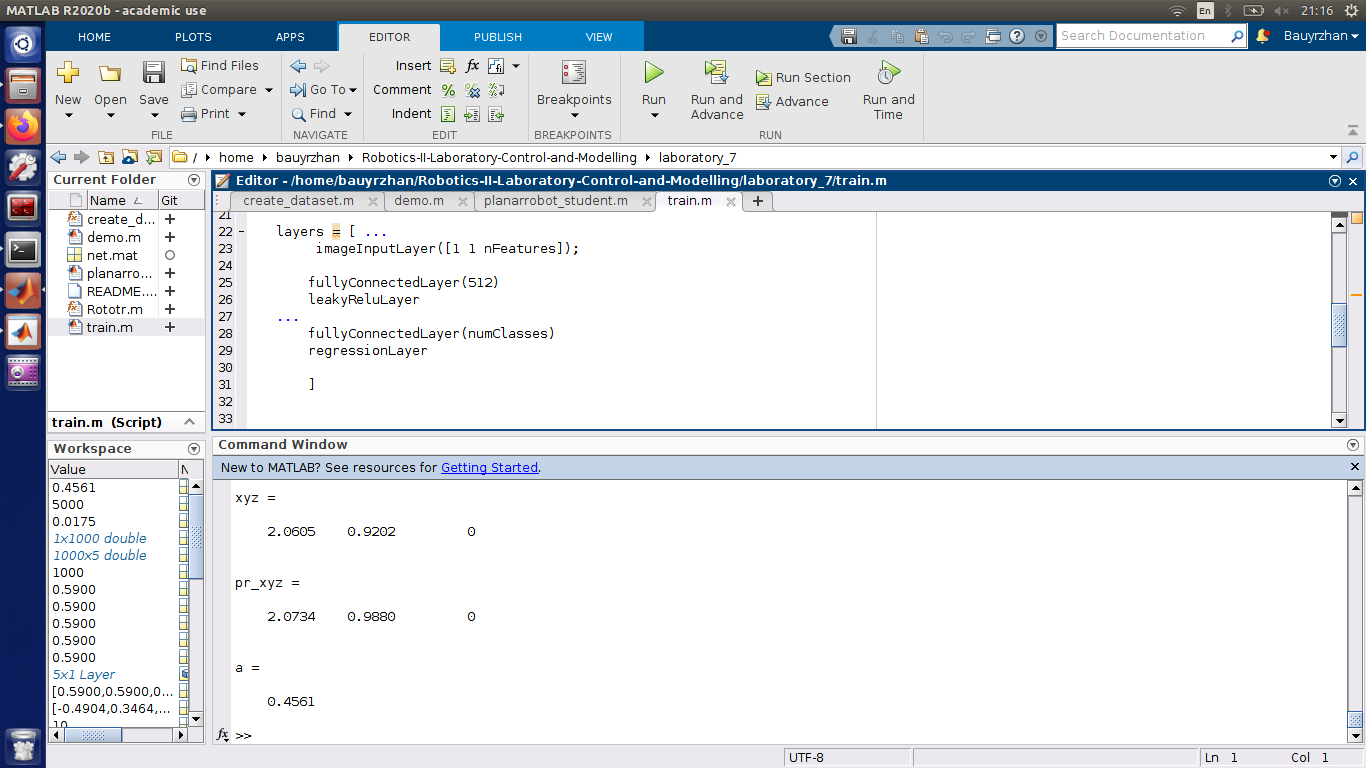 MATLAB R2020b - academic use
En
21:16
HOME PLOTS APPS EDITOR PUBLISH VIEW
Search Documentation
Bauyrzhan
New Open Save
Find Files
Compare
Print
FILE
Go To
Find
NAVIGATE
Insert fx
Comment
Indent
EDIT
Breakpoints
BREAKPOINTS
Run
Run and Advance
Run Section
Advance
Run and Time
RUN
/ home bauyrzhan Robotics-II-Laboratory-Control-and-Modelling laboratory_7
Current Folder
Name Git
create_d...
demo.m
net.mat
planarro...
README....
Rototr.m
train.m
train.m (Script)
Workspace
Value N
0.4561
5000
0.0175
1x1000 double
1000x5 double
1000
0.5900
0.5900
0.5900
0.5900
0.5900
5x1 Layer
[0.5900,0.5900,0...
[-0.4904,0.3464,...
10
Editor - /home/bauyrzhan/Robotics-II-Laboratory-Control-and-Modelling/laboratory_7/train.m
create_dataset.m demo.m planarrobot_student.m train.m
21
22 - layers = [ ...
23 imageInputLayer([1 1 nFeatures]);
24
25 fullyConnectedLayer(512)
26 leakyReluLayer
27 ...
28 fullyConnectedLayer(numClasses)
29 regressionLayer
30
31 ]
32
33
Command Window
New to MATLAB? See resources for Getting Started.
xyz =
2.0605 0.9202 0
pr_xyz =
2.0734 0.9880 0
a =
0.4561
fx >>
UTF-8
Ln 1 Col 1